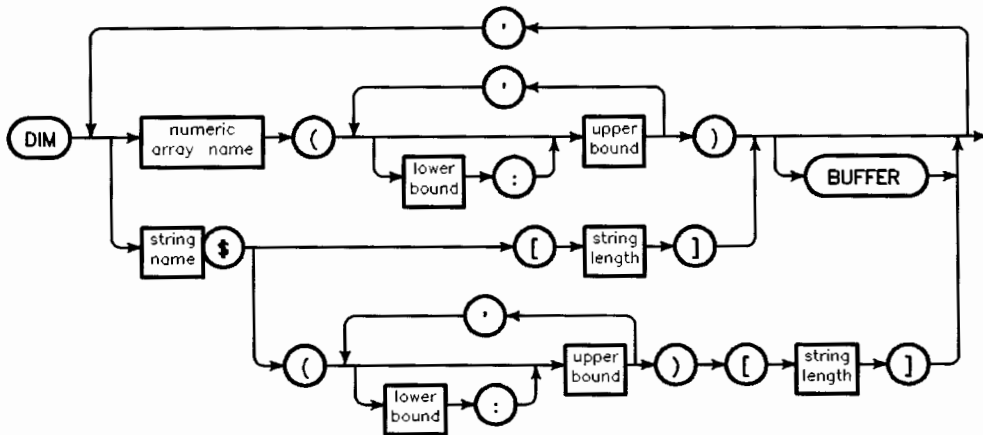 ,
,
DIM
numeric
array name
(
lower
bound
:
upper
bound
)
BUFFER
string
name
$
[
string
length
]
,
(
lower
bound
:
upper
bound
)
[
string
length
]